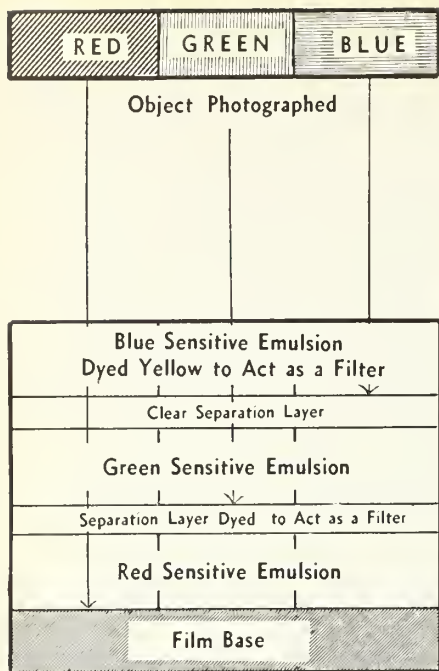 RED GREEN BLUE
Object Photographed
Blue Sensitive Emulsion
Dyed Yellow to Act as a Filter
Clear Separation Layer
Green Sensitive Emulsion
Separation Layer Dyed to Act as a Filter
Red Sensitive Emulsion
Film Base